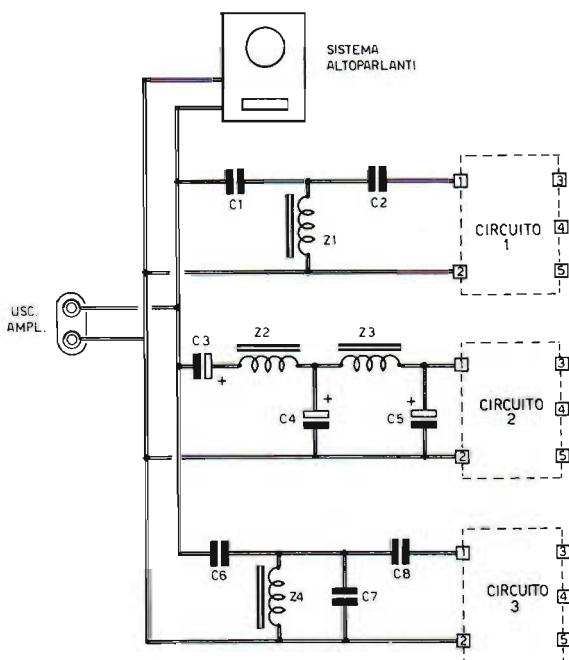 SISTEMA
ALTOPARLANTI
C1
C2
1
3
Z1
CIRCUITO
1
4
2
5
USC.
AMPL.
C3
+
Z2
Z3
1
3
C4
+
C5
+
CIRCUITO
2
4
2
5
C6
C8
1
3
Z4
C7
CIRCUITO
3
4
2
5